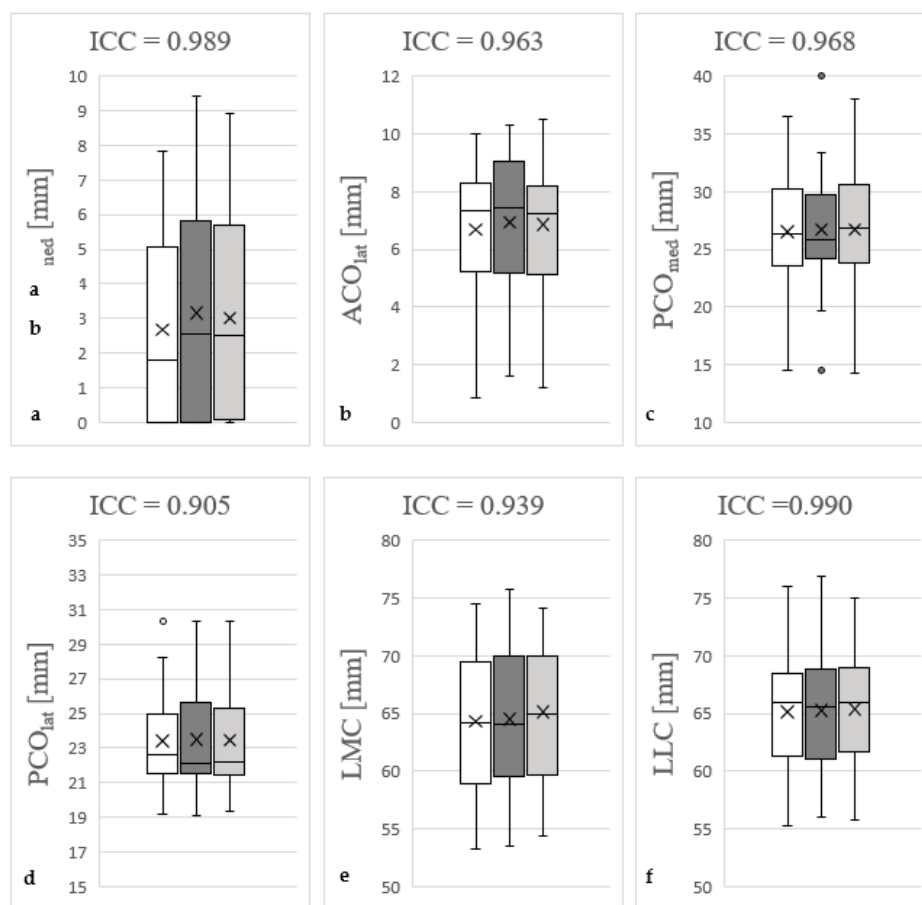 ICC = 0.989
10
9
8
7
6
5
4
3
2
1
0
ned [mm]
a
b
a
ICC = 0.963
12
10
8
6
4
2
0
ACOlat [mm]
b
ICC = 0.968
40
35
30
25
20
15
10
PCOmed [mm]
c
ICC = 0.905
35
33
31
29
27
25
23
21
19
17
15
PCOlat [mm]
d
ICC = 0.939
80
75
70
65
60
55
50
LMC [mm]
e
ICC =0.990
80
75
70
65
60
55
50
LLC [mm]
f